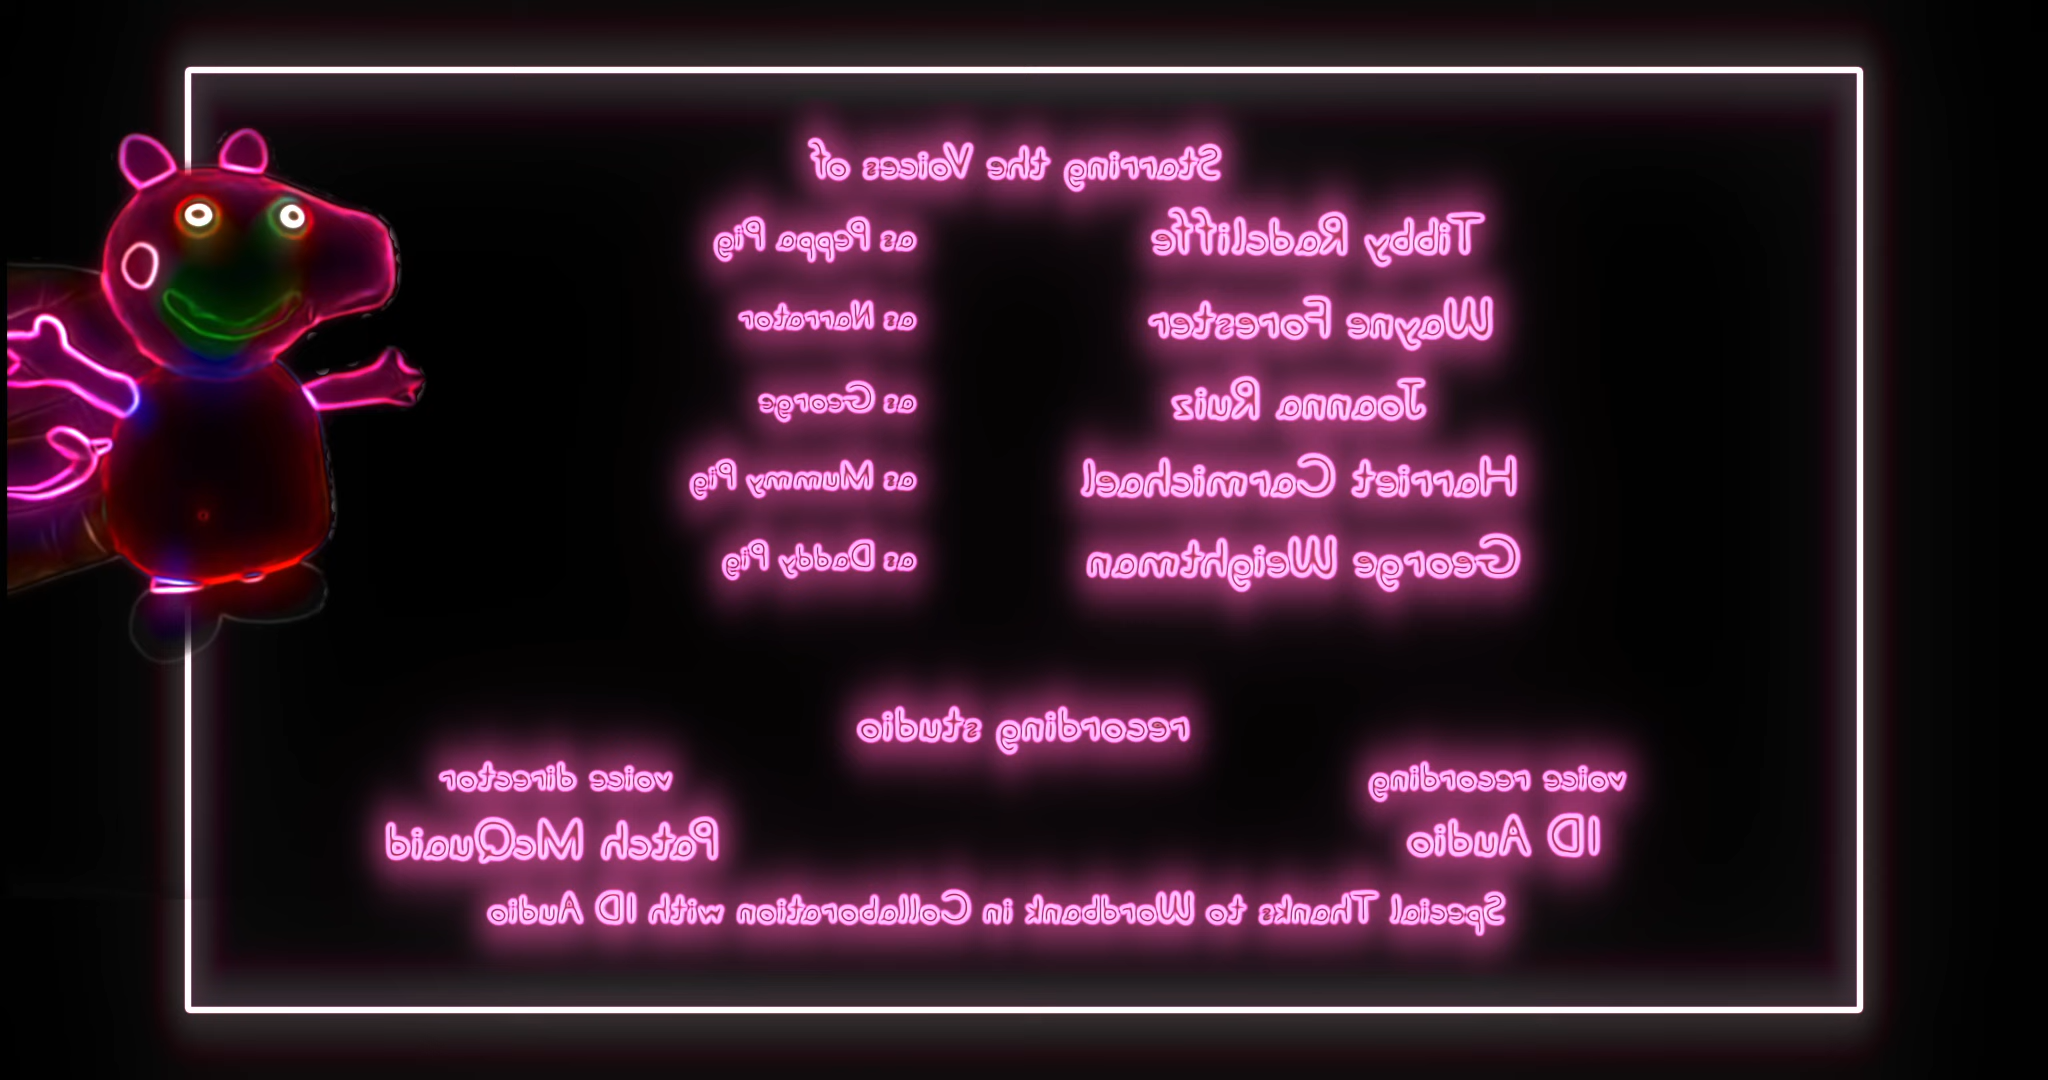 Starring the Voices of
Tibby Radcliffe as Peppa Pig
Wayne Forester as Narrator
Joanna Ruiz as George
Harriet Carmichael as Mummy Pig
George Weightman as Daddy Pig
recording studio
voice recording voice director
ID Audio Patch McQuaid
Special Thanks to Wordbank in Collaboration with ID Audio